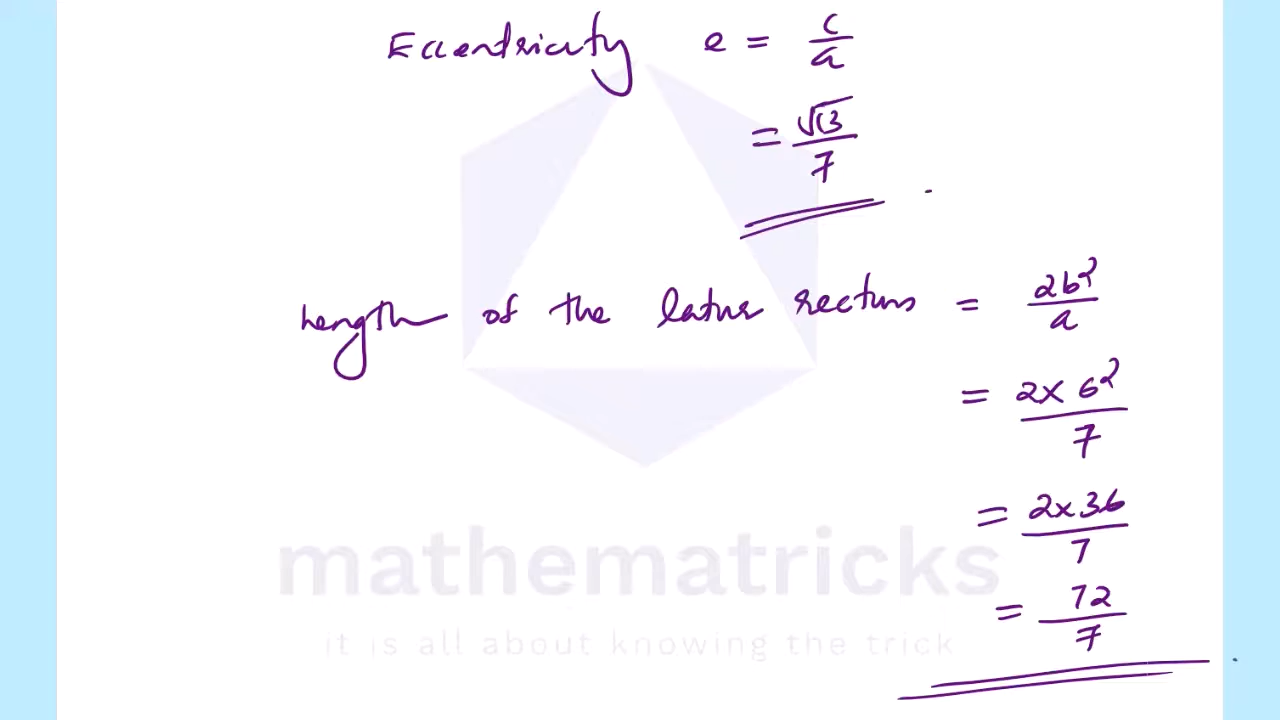 Eccentricity e = c/a
= √13/7
Length of the latus rectum = 2b²/a
= 2×6²/7
= 2×36/7
= 72/7
mathematricks
it is all about knowing the trick